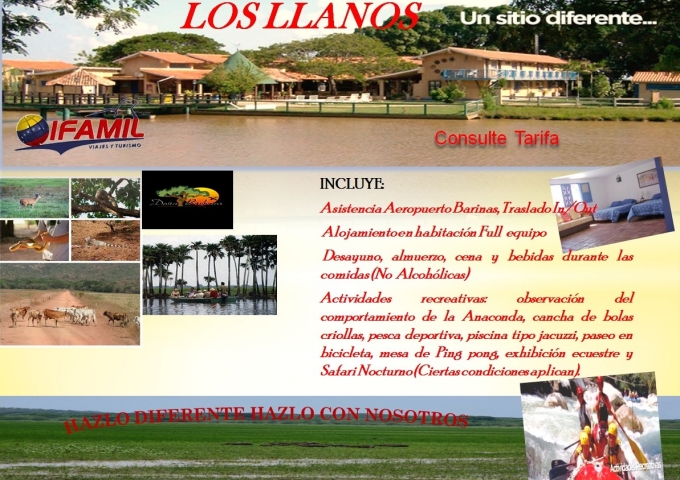 LOS LLANOS
Un sitio diferente...
IFAMIL
VIAJES Y TURISMO
Consulte Tarifa
INCLUYE:
Asistencia Aeropuerto Barinas, Traslado In/Out
Alojamiento en habitación Full equipo
Desayuno, almuerzo, cena y bebidas durante las
comidas (No Alcohólicas)
Actividades recreativas: observación del
comportamiento de la Anaconda, cancha de bolas
criollas, pesca deportiva, piscina tipo jacuzzi, paseo en
bicicleta, mesa de Ping pong, exhibición ecuestre y
Safari Nocturno (Ciertas condiciones aplican).
HAZLO DIFERENTE HAZLO CON NOSOTROS